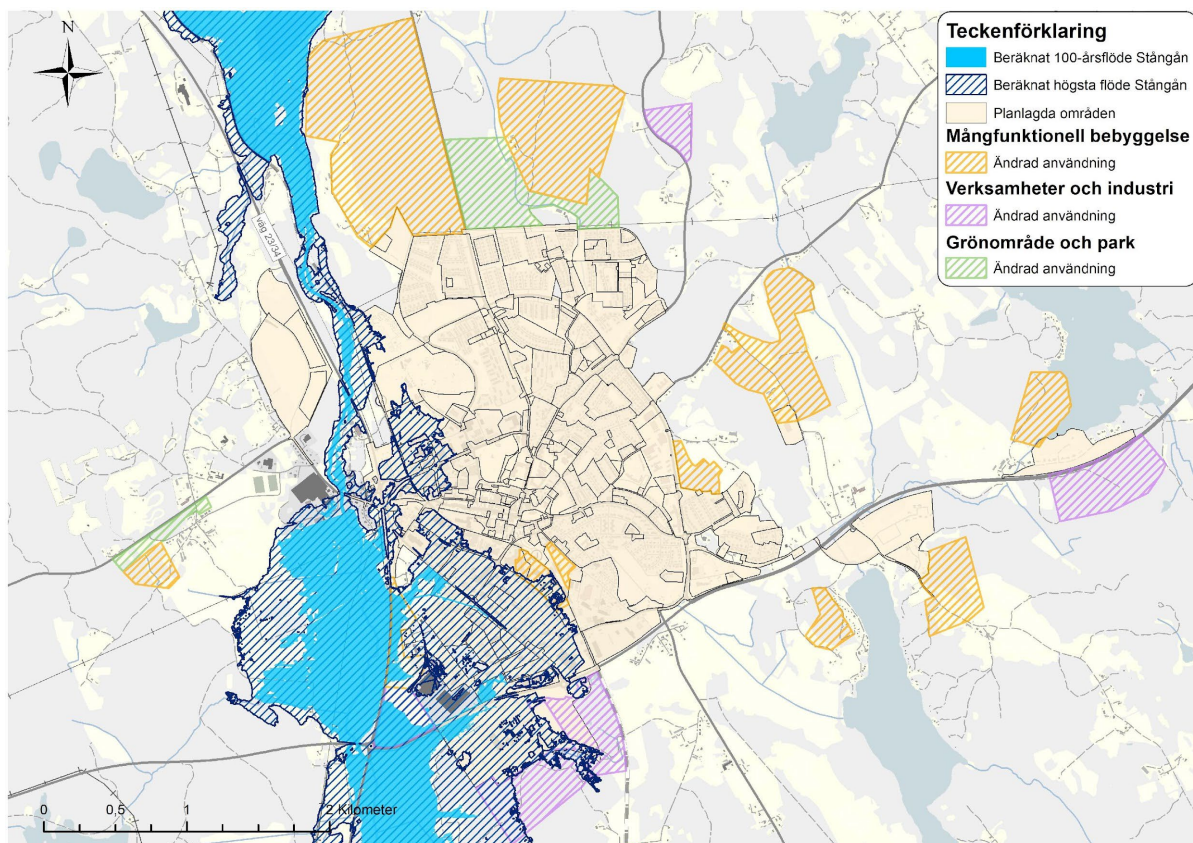 N
Teckenförklaring
Beräknat 100-årsflöde Stångån
Beräknat högsta flöde Stångån
Planlagda områden
Mångfunktionell bebyggelse
Ändrad användning
Verksamheter och industri
Ändrad användning
Grönområde och park
Ändrad användning
väg 23/34
0 0,5 1 2 Kilometer